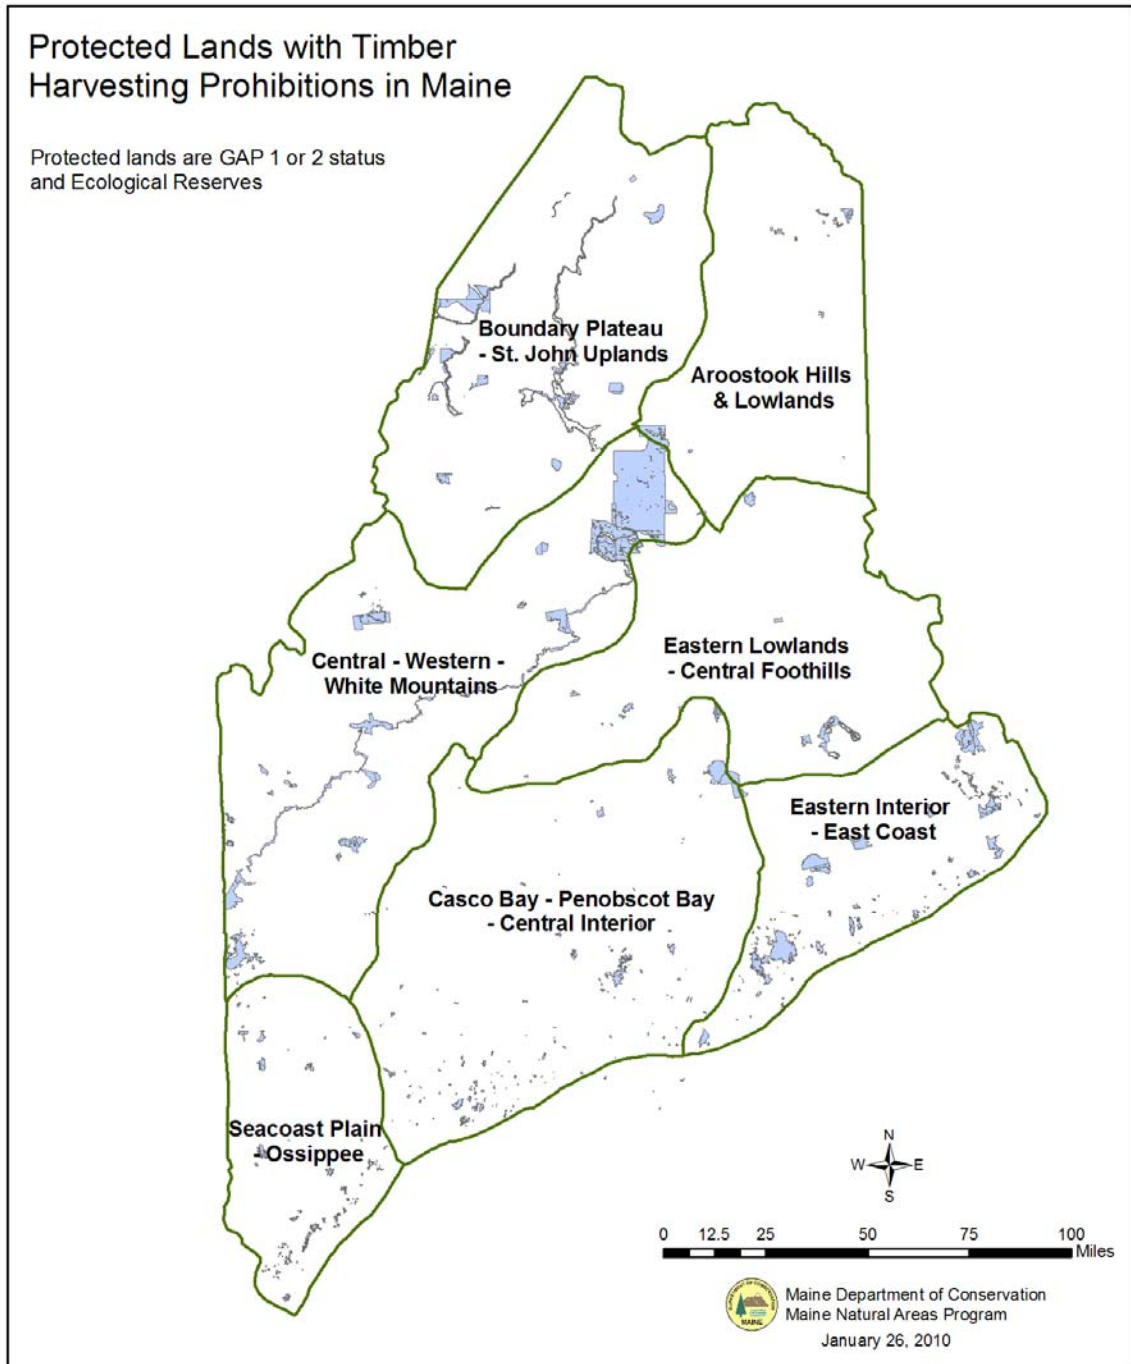 Protected Lands with Timber
Harvesting Prohibitions in Maine
Protected lands are GAP 1 or 2 status
and Ecological Reserves
Boundary Plateau
- St. John Uplands
Aroostook Hills
& Lowlands
Central - Western -
White Mountains
Eastern Lowlands
- Central Foothills
Eastern Interior
- East Coast
Casco Bay - Penobscot Bay
- Central Interior
Seacoast Plain
- Ossippee
N
W E
S
0 12.5 25 50 75 100
Miles
Maine Department of Conservation
Maine Natural Areas Program
January 26, 2010
MAINE